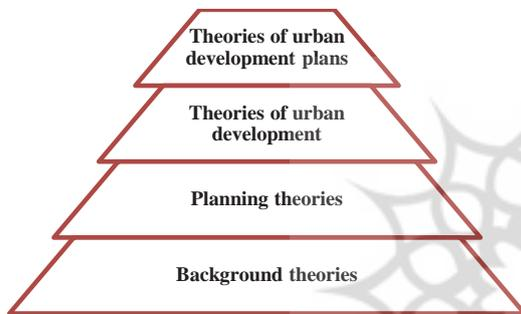 Theories of urban
development plans
Theories of urban
development
Planning theories
Background theories